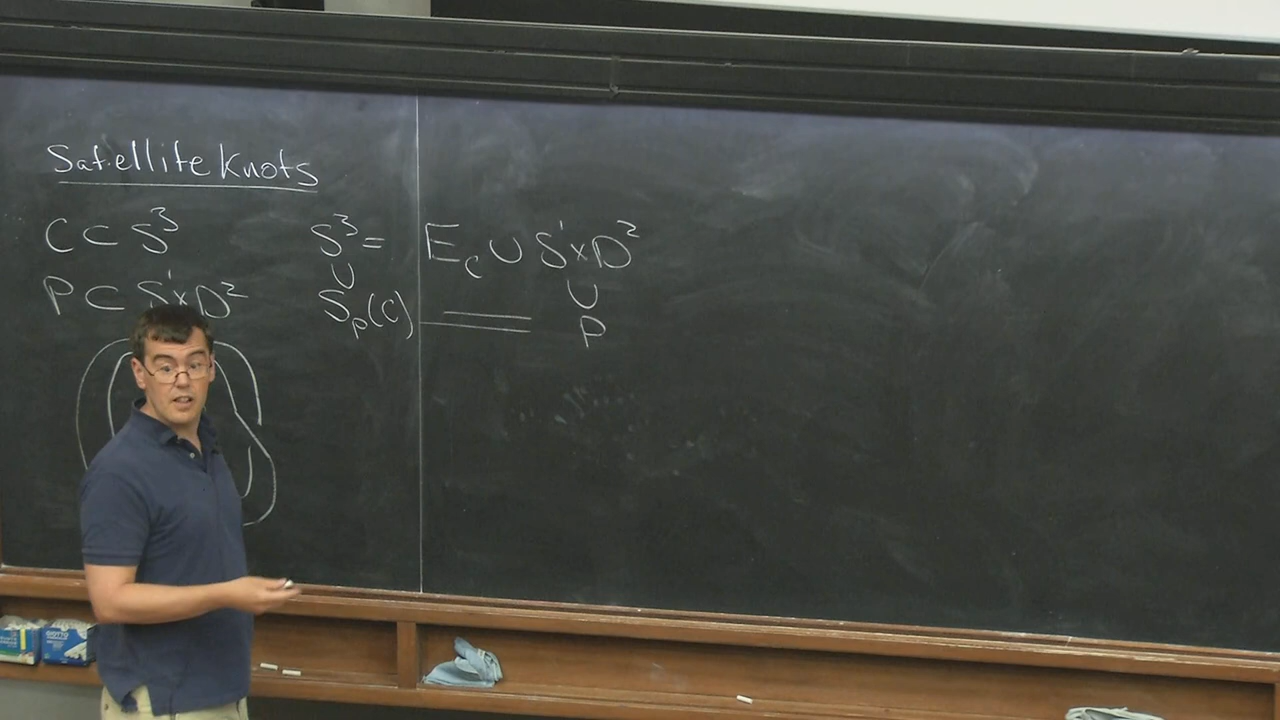 Satellite Knots
C ⊂ S³
P ⊂ S¹×D²
S³ = E_C ∪ S¹×D²
∪ ∪
S_P(C) P